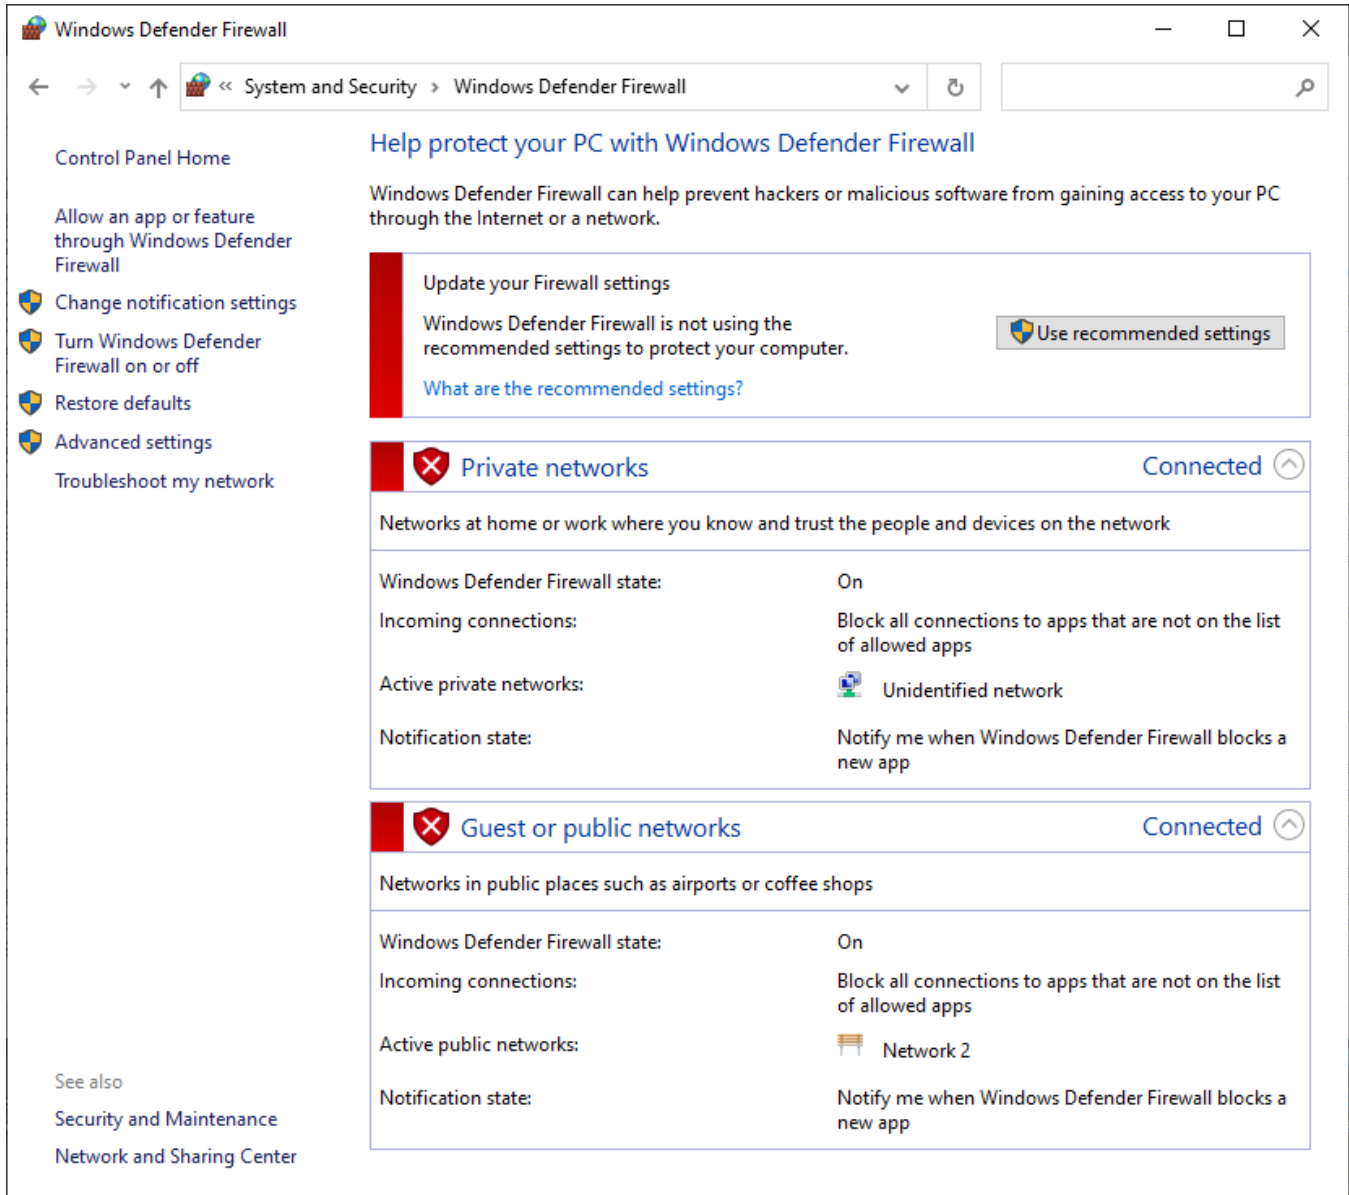 Windows Defender Firewall
« System and Security › Windows Defender Firewall
Control Panel Home
Allow an app or feature
through Windows Defender
Firewall
Change notification settings
Turn Windows Defender
Firewall on or off
Restore defaults
Advanced settings
Troubleshoot my network
See also
Security and Maintenance
Network and Sharing Center
Help protect your PC with Windows Defender Firewall
Windows Defender Firewall can help prevent hackers or malicious software from gaining access to your PC
through the Internet or a network.
Update your Firewall settings
Windows Defender Firewall is not using the
recommended settings to protect your computer.
Use recommended settings
What are the recommended settings?
Private networks Connected
Networks at home or work where you know and trust the people and devices on the network
Windows Defender Firewall state: On
Incoming connections: Block all connections to apps that are not on the list
of allowed apps
Active private networks: Unidentified network
Notification state: Notify me when Windows Defender Firewall blocks a
new app
Guest or public networks Connected
Networks in public places such as airports or coffee shops
Windows Defender Firewall state: On
Incoming connections: Block all connections to apps that are not on the list
of allowed apps
Active public networks: Network 2
Notification state: Notify me when Windows Defender Firewall blocks a
new app